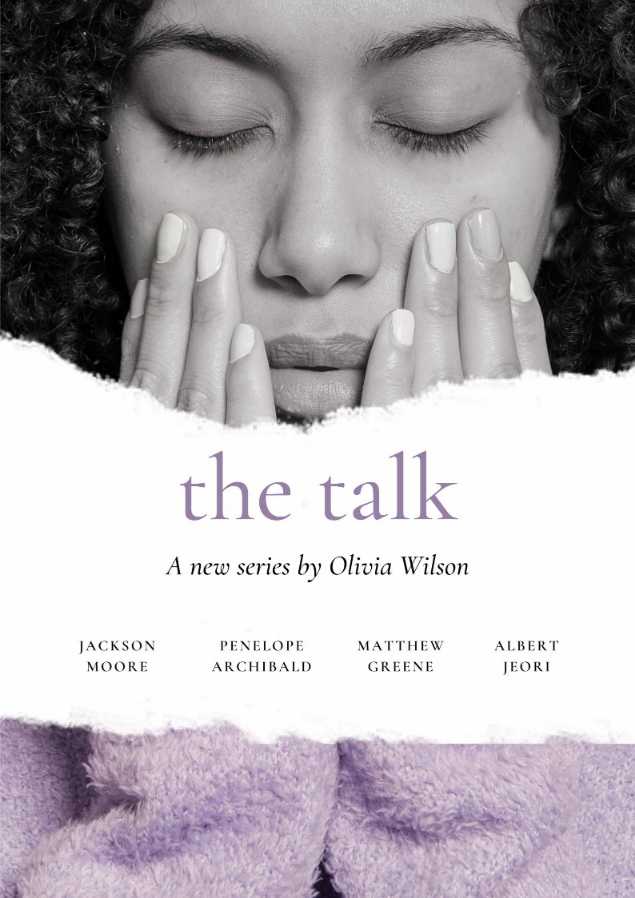 the talk
A new series by Olivia Wilson
JACKSON MOORE
PENELOPE ARCHIBALD
MATTHEW GREENE
ALBERT JEORI